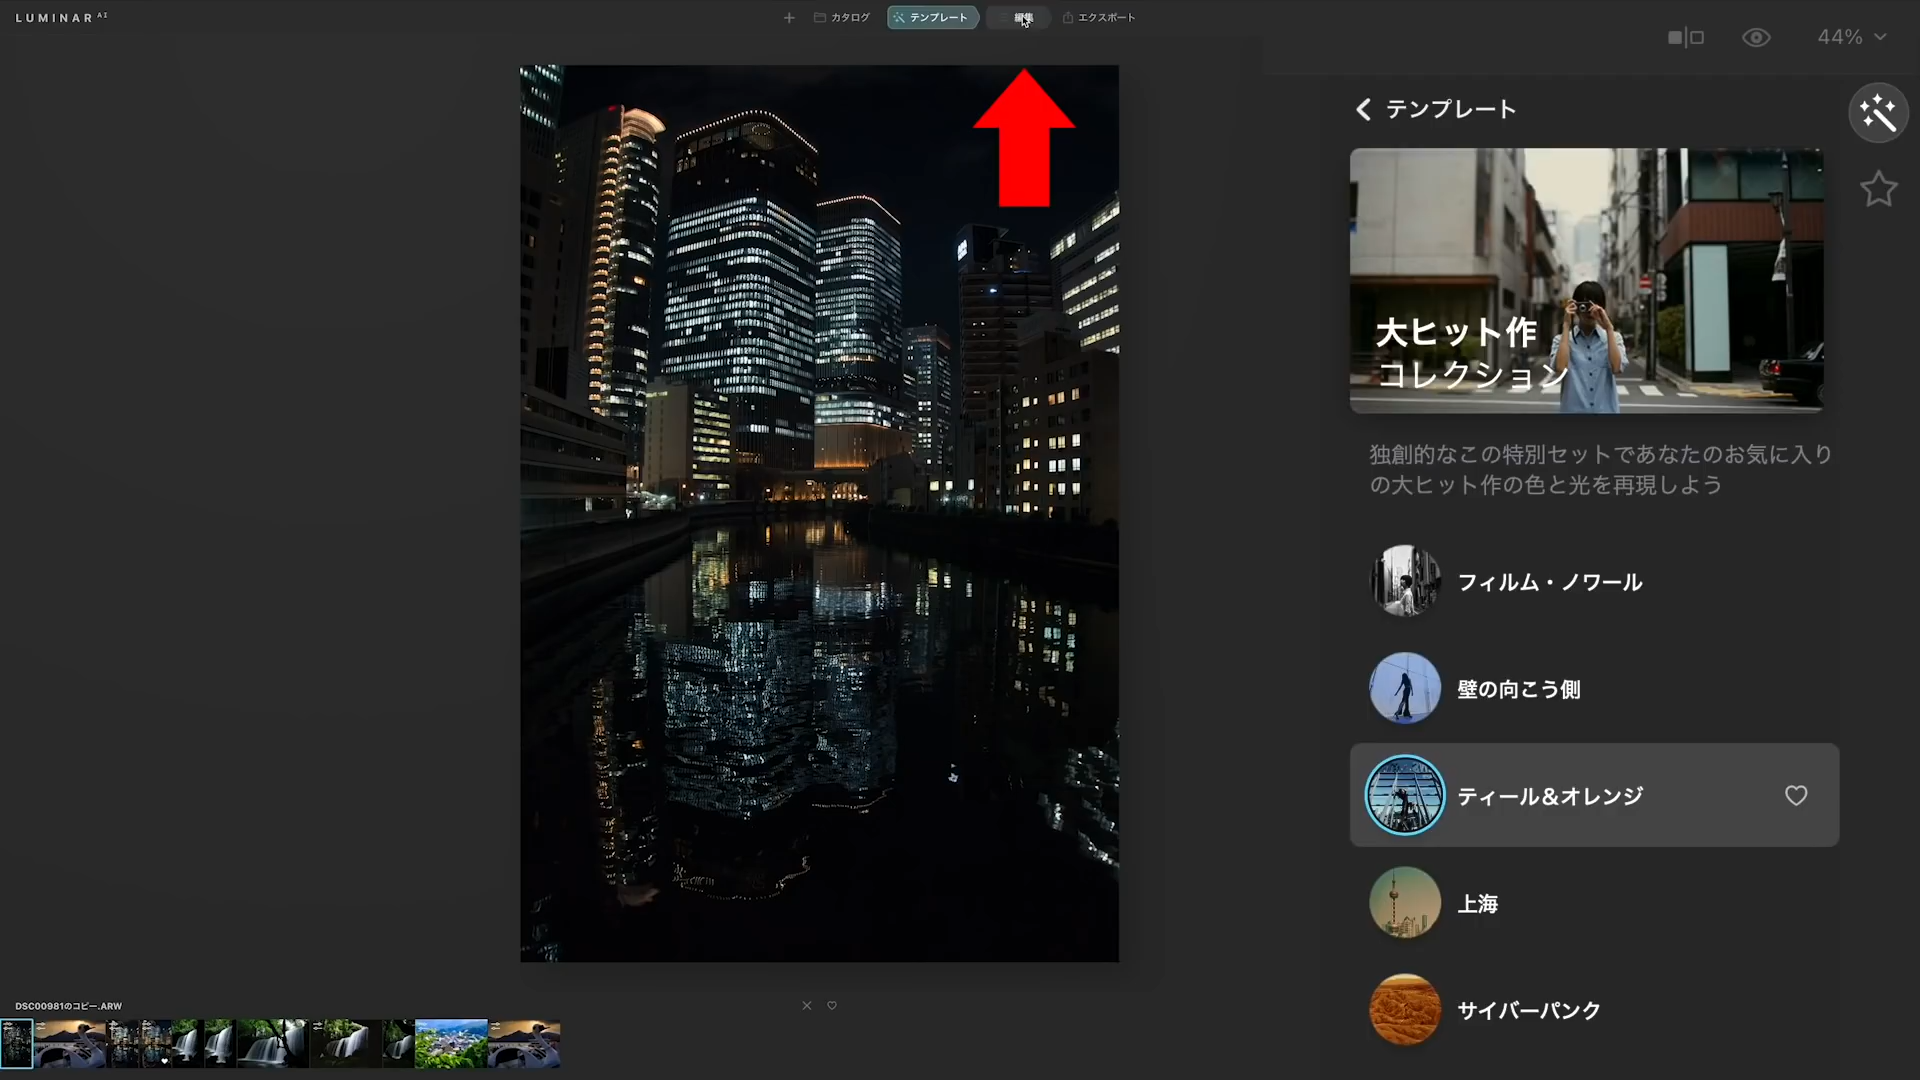 LUMINAR AI
カタログ
テンプレート
編集
エクスポート
44%
テンプレート
大ヒット作
コレクション
独創的なこの特別セットであなたのお気に入り
の大ヒット作の色と光を再現しよう
フィルム・ノワール
壁の向こう側
ティール&オレンジ
上海
サイバーパンク
DSC00981のコピー.ARW